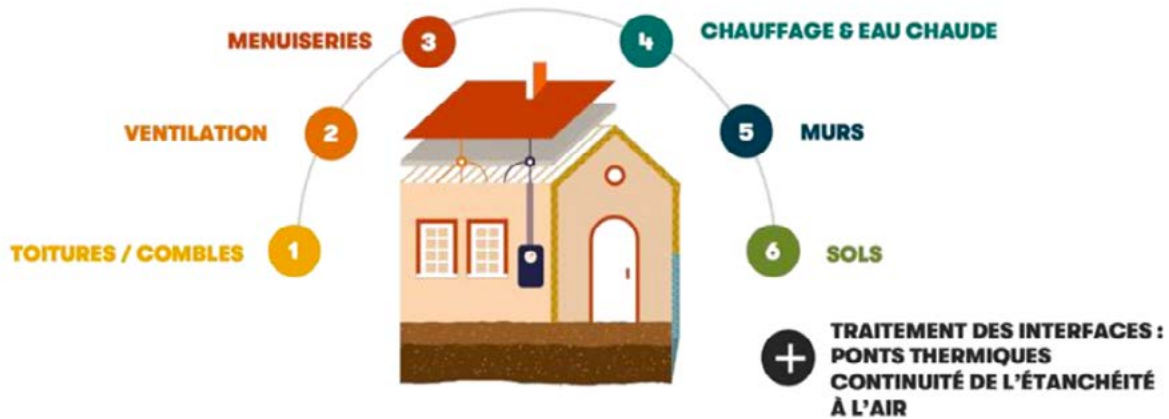 TOITURES / COMBLES
1
VENTILATION
2
MENUISERIES
3
4
CHAUFFAGE & EAU CHAUDE
5
MURS
6
SOLS
+
TRAITEMENT DES INTERFACES :
PONTS THERMIQUES
CONTINUITÉ DE L'ÉTANCHÉITÉ
À L'AIR